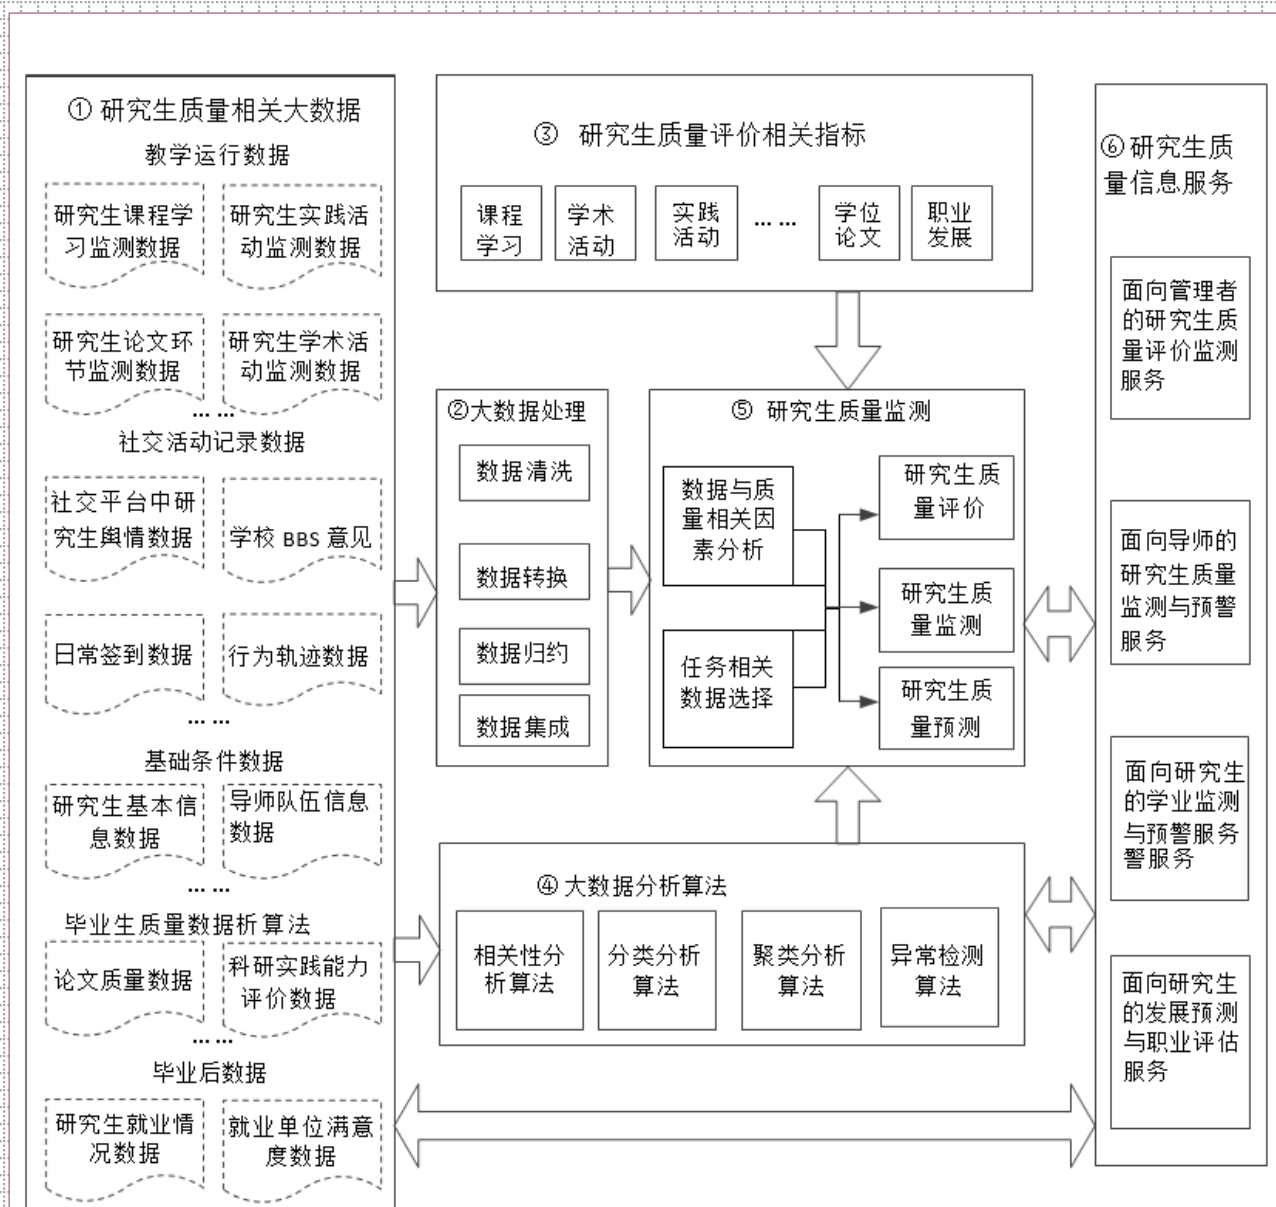 ① 研究生质量相关大数据
教学运行数据
研究生课程学
习监测数据
研究生实践活
动监测数据
研究生论文环
节监测数据
研究生学术活
动监测数据
... ...
社交活动记录数据
社交平台中研
究生舆情数据
学校 BBS 意见
日常签到数据
行为轨迹数据
... ...
基础条件数据
研究生基本信
息数据
导师队伍信息
数据
... ...
毕业生质量数据析算法
论文质量数据
科研实践能力
评价数据
... ...
毕业后数据
研究生就业情
况数据
就业单位满意
度数据
②大数据处理
数据清洗
数据转换
数据归约
数据集成
③ 研究生质量评价相关指标
课程
学习
学术
活动
实践
活动
... ...
学位
论文
职业
发展
⑤ 研究生质量监测
数据与质
量相关因
素分析
任务相关
数据选择
研究生质
量评价
研究生质
量监测
研究生质
量预测
④ 大数据分析算法
相关性分
析算法
分类分析
算法
聚类分析
算法
异常检测
算法
⑥ 研究生质
量信息服务
面向管理者
的研究生质
量评价监测
服务
面向导师的
研究生质量
监测与预警
服务
面向研究生
的学业监测
与预警服务
警服务
面向研究生
的发展预测
与职业评估
服务